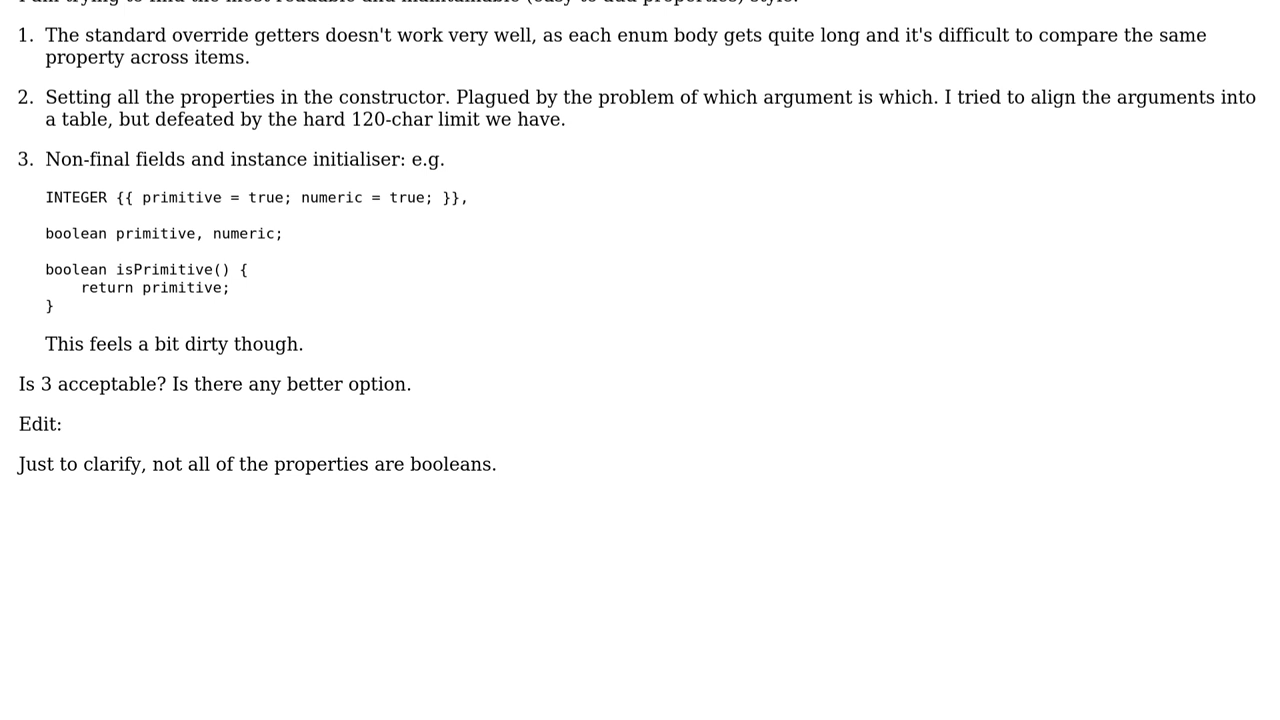 1. The standard override getters doesn't work very well, as each enum body gets quite long and it's difficult to compare the same
property across items.
2. Setting all the properties in the constructor. Plagued by the problem of which argument is which. I tried to align the arguments into
a table, but defeated by the hard 120-char limit we have.
3. Non-final fields and instance initialiser: e.g.
INTEGER {{ primitive = true; numeric = true; }},
boolean primitive, numeric;
boolean isPrimitive() {
    return primitive;
}
This feels a bit dirty though.
Is 3 acceptable? Is there any better option.
Edit:
Just to clarify, not all of the properties are booleans.